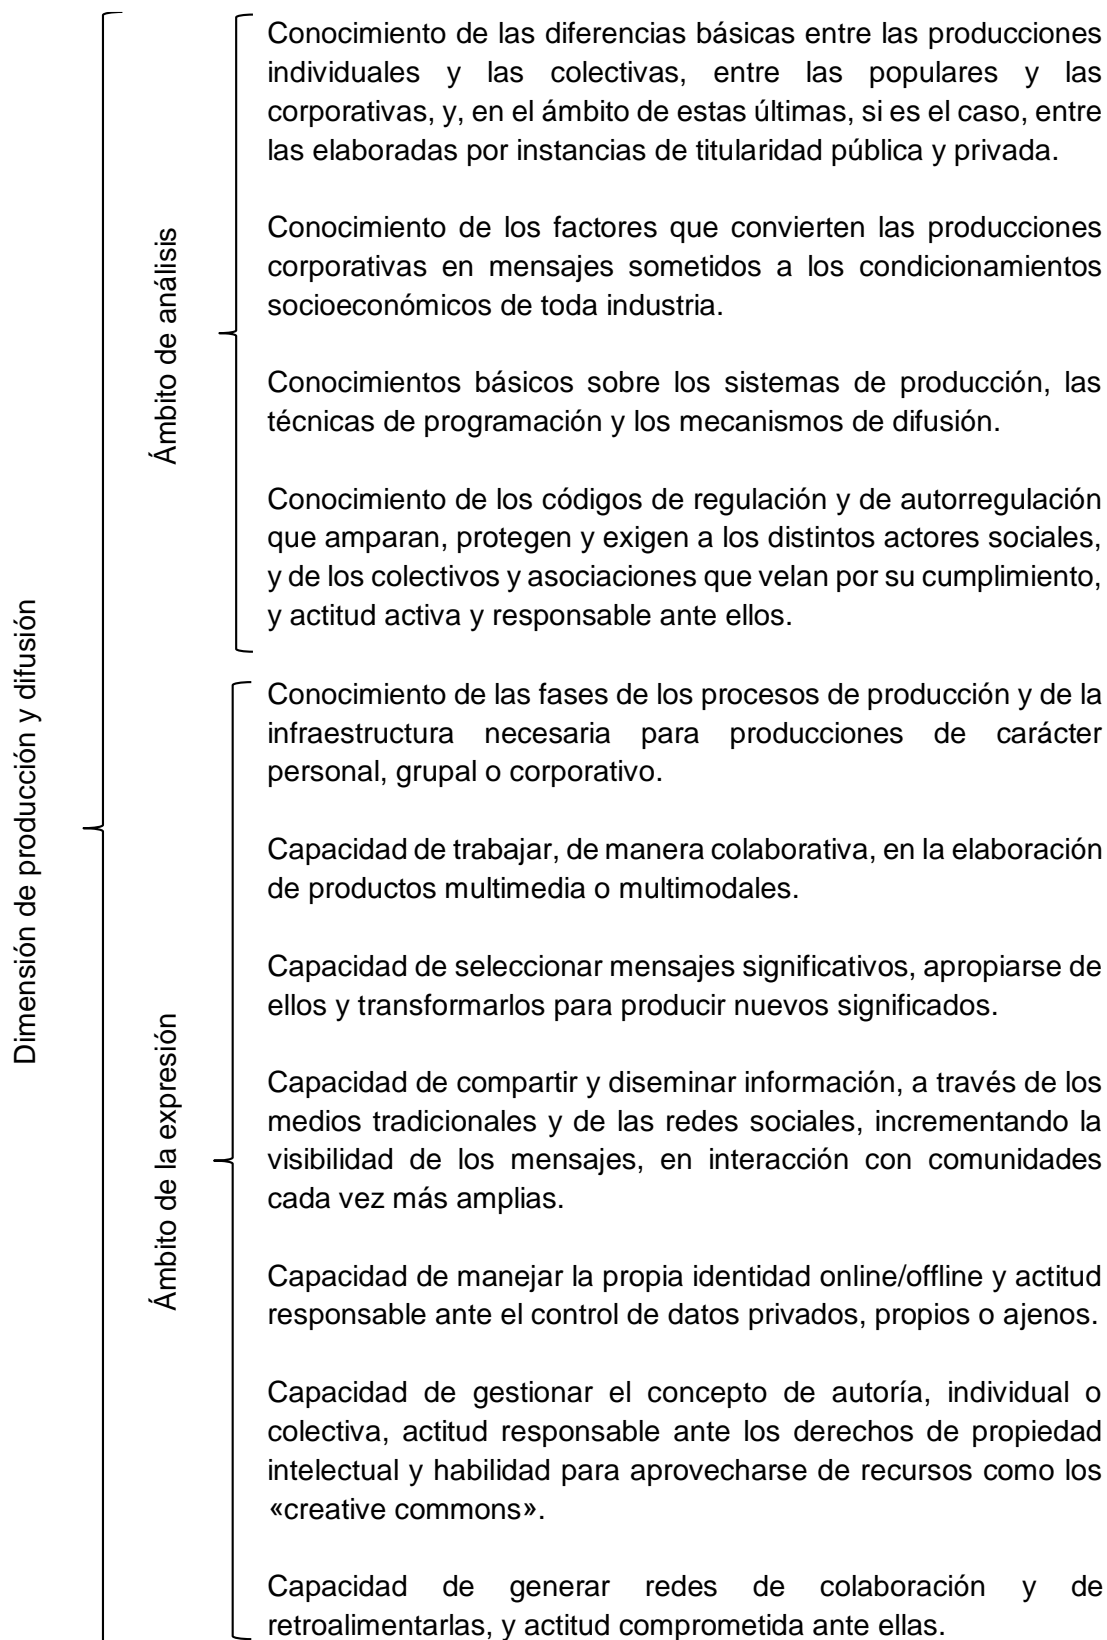 Dimensión de producción y difusión
Ámbito de análisis
Conocimiento de las diferencias básicas entre las producciones
individuales y las colectivas, entre las populares y las
corporativas, y, en el ámbito de estas últimas, si es el caso, entre
las elaboradas por instancias de titularidad pública y privada.
Conocimiento de los factores que convierten las producciones
corporativas en mensajes sometidos a los condicionamientos
socioeconómicos de toda industria.
Conocimientos básicos sobre los sistemas de producción, las
técnicas de programación y los mecanismos de difusión.
Conocimiento de los códigos de regulación y de autorregulación
que amparan, protegen y exigen a los distintos actores sociales,
y de los colectivos y asociaciones que velan por su cumplimiento,
y actitud activa y responsable ante ellos.
Ámbito de la expresión
Conocimiento de las fases de los procesos de producción y de la
infraestructura necesaria para producciones de carácter
personal, grupal o corporativo.
Capacidad de trabajar, de manera colaborativa, en la elaboración
de productos multimedia o multimodales.
Capacidad de seleccionar mensajes significativos, apropiarse de
ellos y transformarlos para producir nuevos significados.
Capacidad de compartir y diseminar información, a través de los
medios tradicionales y de las redes sociales, incrementando la
visibilidad de los mensajes, en interacción con comunidades
cada vez más amplias.
Capacidad de manejar la propia identidad online/offline y actitud
responsable ante el control de datos privados, propios o ajenos.
Capacidad de gestionar el concepto de autoría, individual o
colectiva, actitud responsable ante los derechos de propiedad
intelectual y habilidad para aprovecharse de recursos como los
«creative commons».
Capacidad de generar redes de colaboración y de
retroalimentarlas, y actitud comprometida ante ellas.